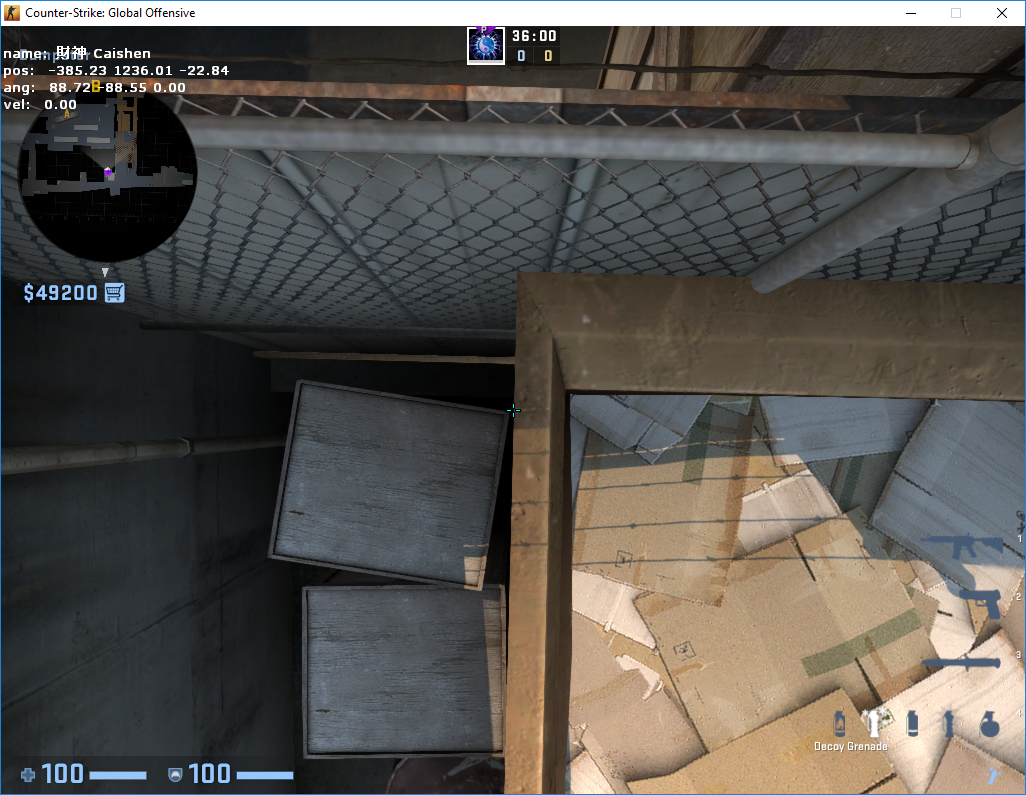 Counter-Strike: Global Offensive
name: 財神 Caishen
pos: -385.23 1236.01 -22.84
ang: 88.72 -88.55 0.00
vel: 0.00
36:00
0 0
B
A
$49200
1
2
3
4
Decoy Grenade
100 100